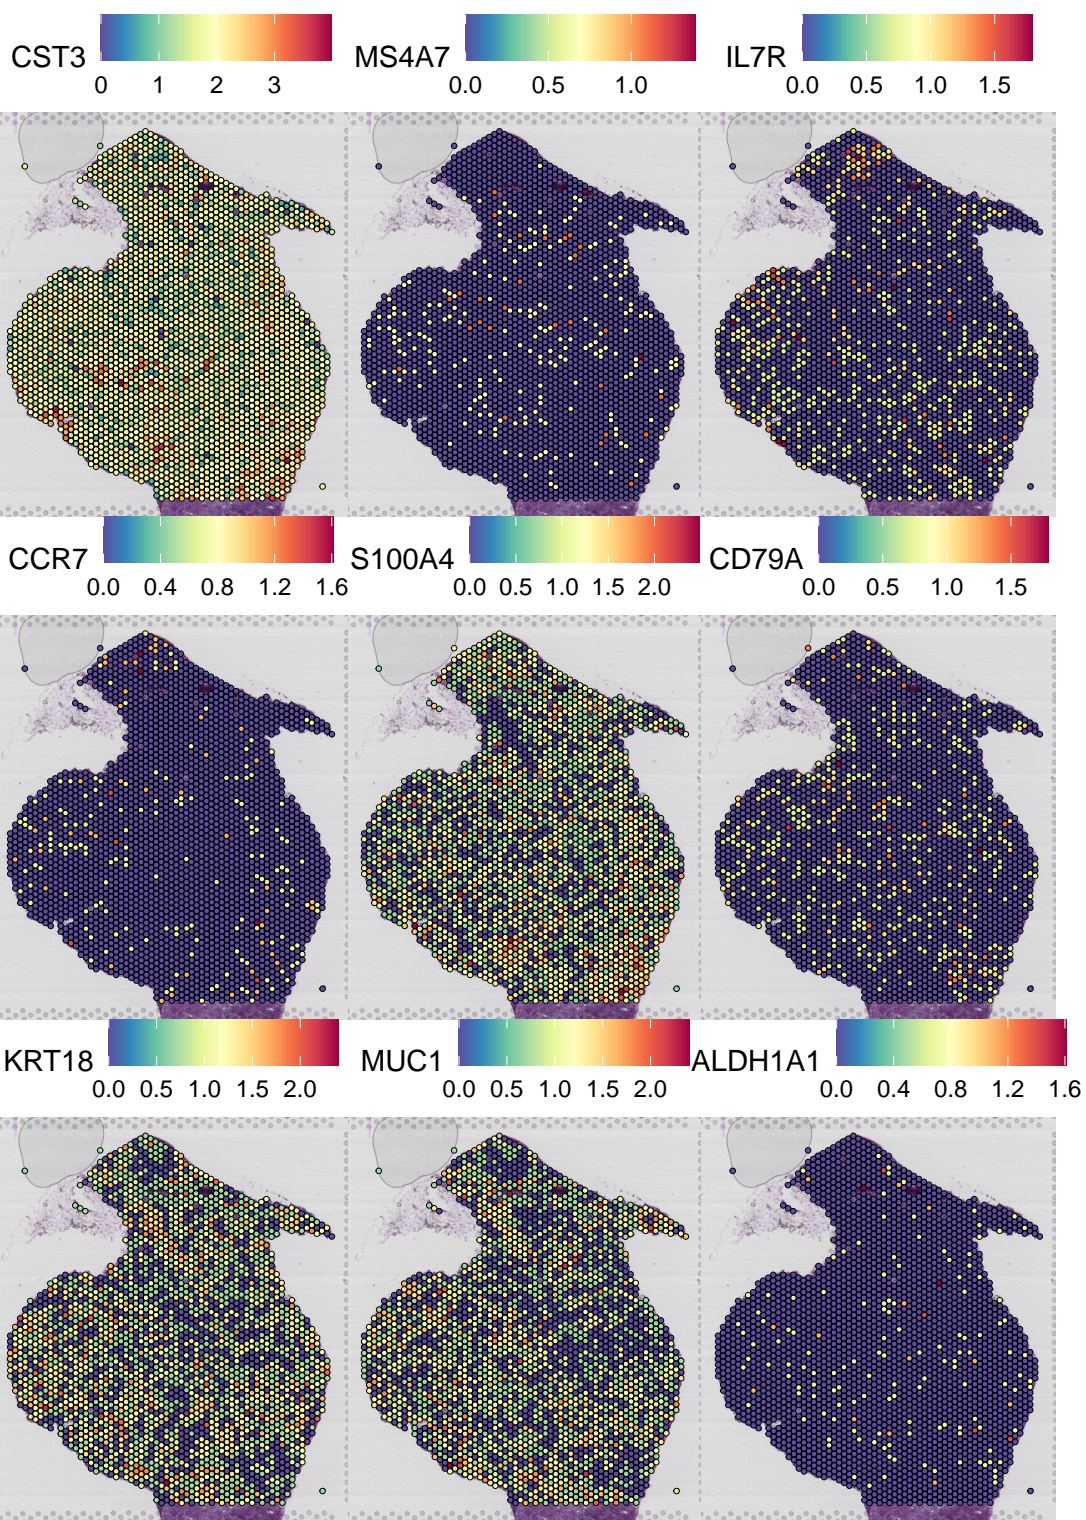 CST3 0 1 2 3
MS4A7 0.0 0.5 1.0
IL7R 0.0 0.5 1.0 1.5
CCR7 0.0 0.4 0.8 1.2 1.6
S100A4 0.0 0.5 1.0 1.5 2.0
CD79A 0.0 0.5 1.0 1.5
KRT18 0.0 0.5 1.0 1.5 2.0
MUC1 0.0 0.5 1.0 1.5 2.0
ALDH1A1 0.0 0.4 0.8 1.2 1.6